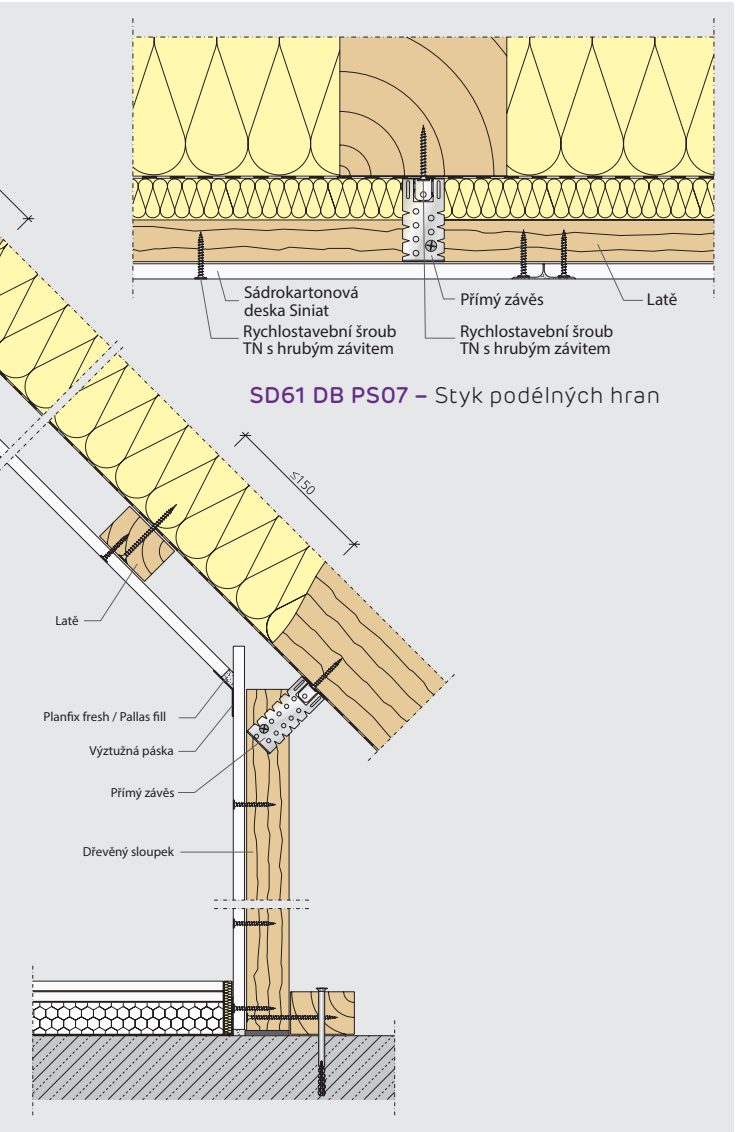 Sádrokartonová
deska Siniat
Rychlostavební šroub
TN s hrubým závitem
Přímý závěs
Rychlostavební šroub
TN s hrubým závitem
Latě
SD61 DB PS07 – Styk podélných hran
≤150
Latě
Planfix fresh / Pallas fill
Výztužná páska
Přímý závěs
Dřevěný sloupek